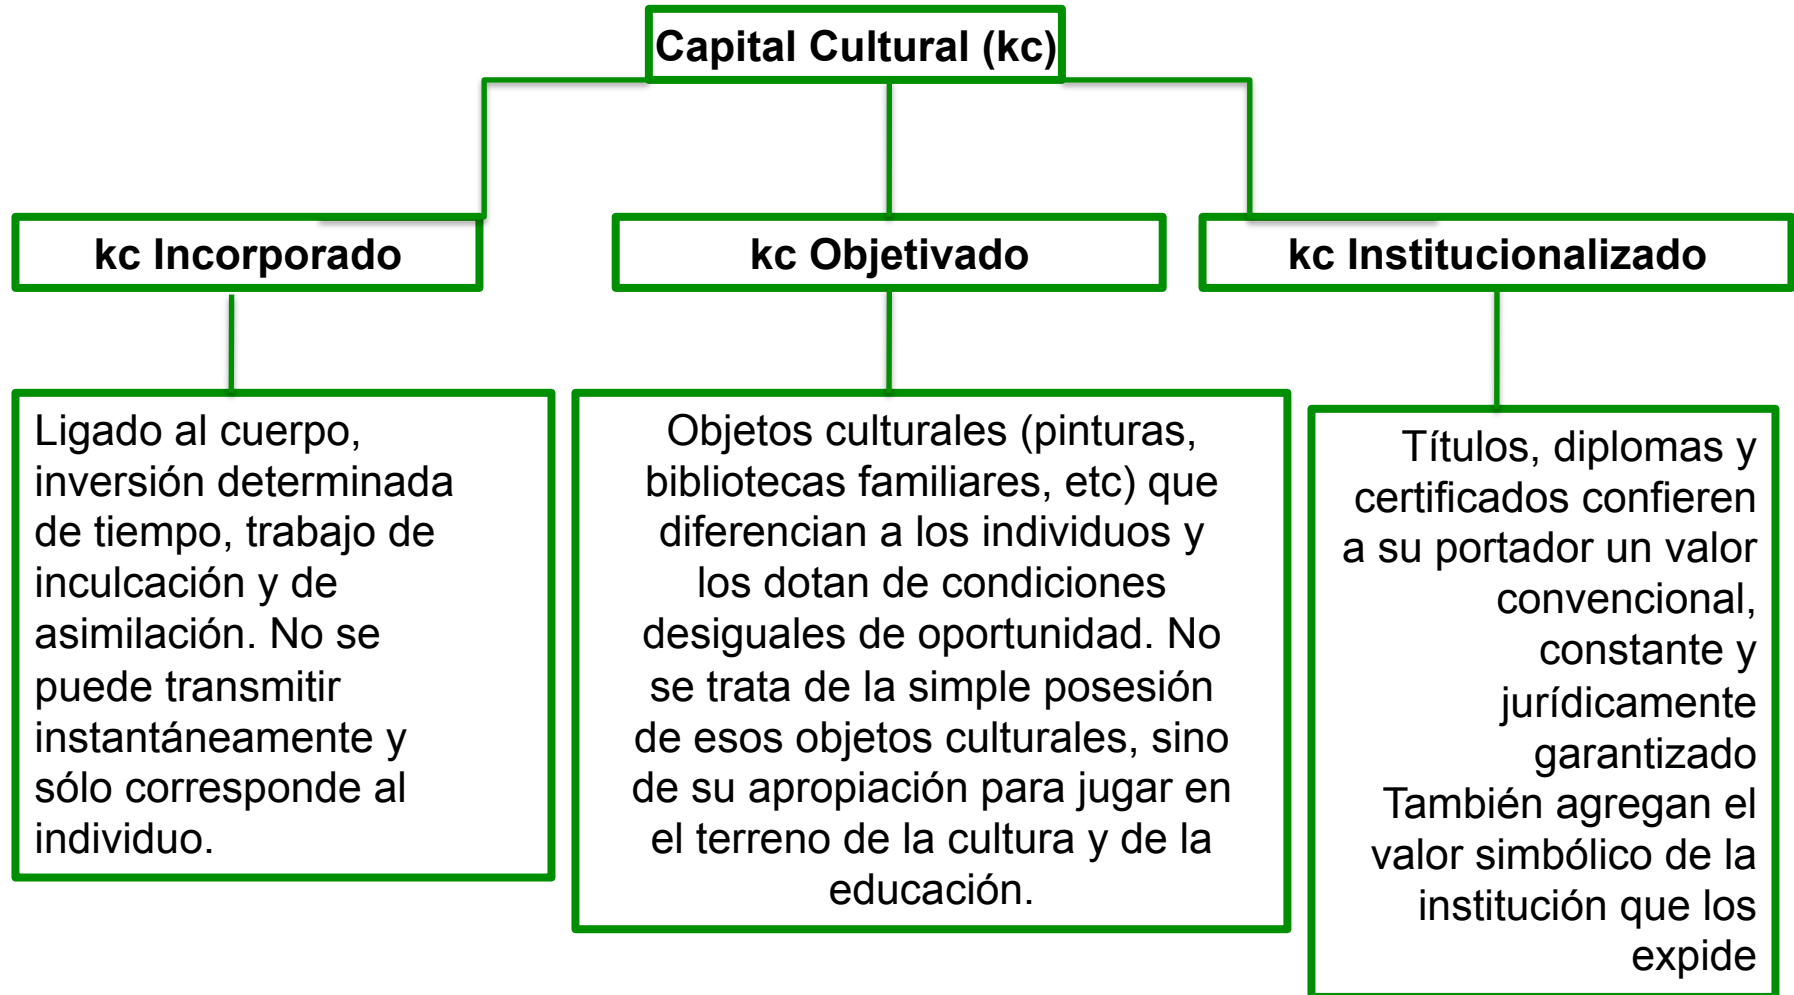 Capital Cultural (kc)
kc Incorporado
kc Objetivado
kc Institucionalizado
Ligado al cuerpo,
inversión determinada
de tiempo, trabajo de
inculcación y de
asimilación. No se
puede transmitir
instantáneamente y
sólo corresponde al
individuo.
Objetos culturales (pinturas,
bibliotecas familiares, etc) que
diferencian a los individuos y
los dotan de condiciones
desiguales de oportunidad. No
se trata de la simple posesión
de esos objetos culturales, sino
de su apropiación para jugar en
el terreno de la cultura y de la
educación.
Títulos, diplomas y
certificados confieren
a su portador un valor
convencional,
constante y
jurídicamente
garantizado
También agregan el
valor simbólico de la
institución que los
expide